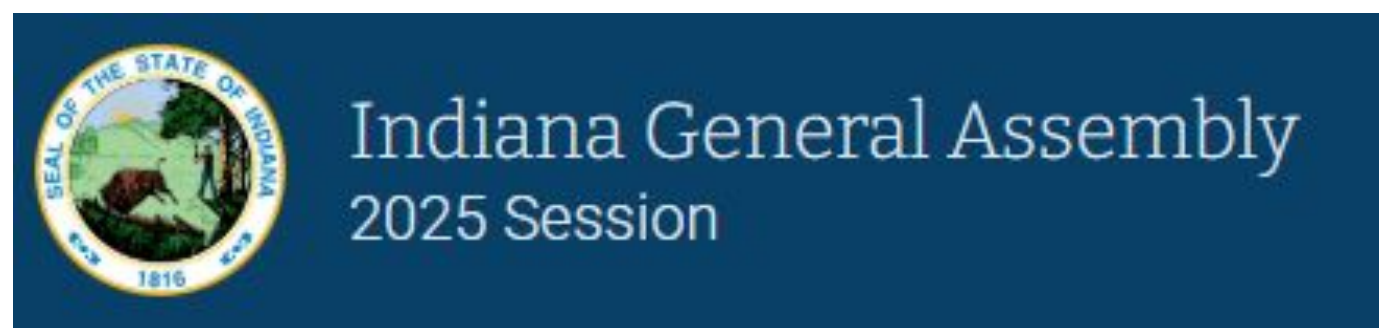 SEAL OF THE STATE OF INDIANA
1816
Indiana General Assembly
2025 Session